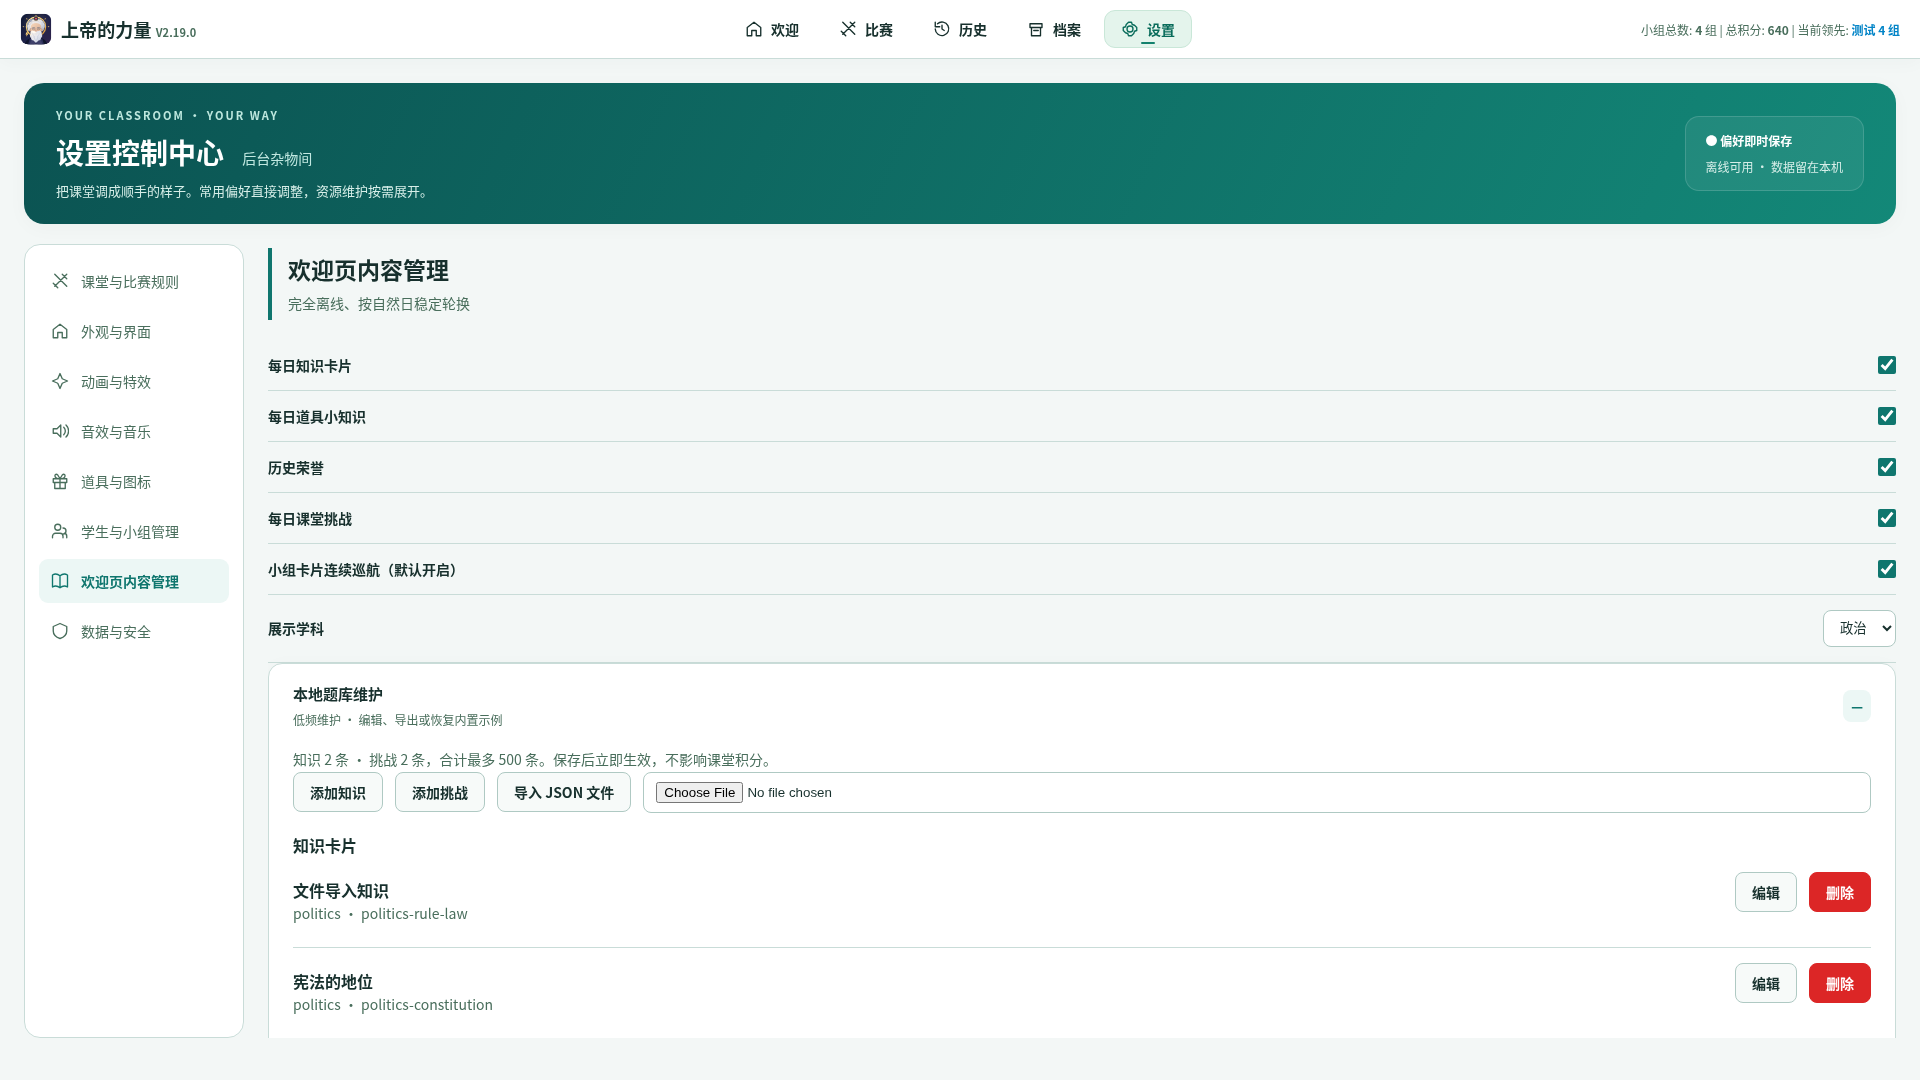 上帝的力量 V2.19.0
欢迎
比赛
历史
档案
设置
小组总数: 4 组 | 总积分: 640 | 当前领先: 测试 4 组
YOUR CLASSROOM · YOUR WAY
设置控制中心 后台杂物间
把课堂调成顺手的样子。常用偏好直接调整，资源维护按需展开。
偏好即时保存
离线可用 · 数据留在本机
课堂与比赛规则
外观与界面
动画与特效
音效与音乐
道具与图标
学生与小组管理
欢迎页内容管理
数据与安全
欢迎页内容管理
完全离线、按自然日稳定轮换
每日知识卡片
每日道具小知识
历史荣誉
每日课堂挑战
小组卡片连续巡航（默认开启）
展示学科
政治
本地题库维护
低频维护 · 编辑、导出或恢复内置示例
知识 2 条 · 挑战 2 条，合计最多 500 条。保存后立即生效，不影响课堂积分。
添加知识
添加挑战
导入 JSON 文件
Choose File No file chosen
知识卡片
文件导入知识
politics · politics-rule-law
编辑
删除
宪法的地位
politics · politics-constitution
编辑
删除